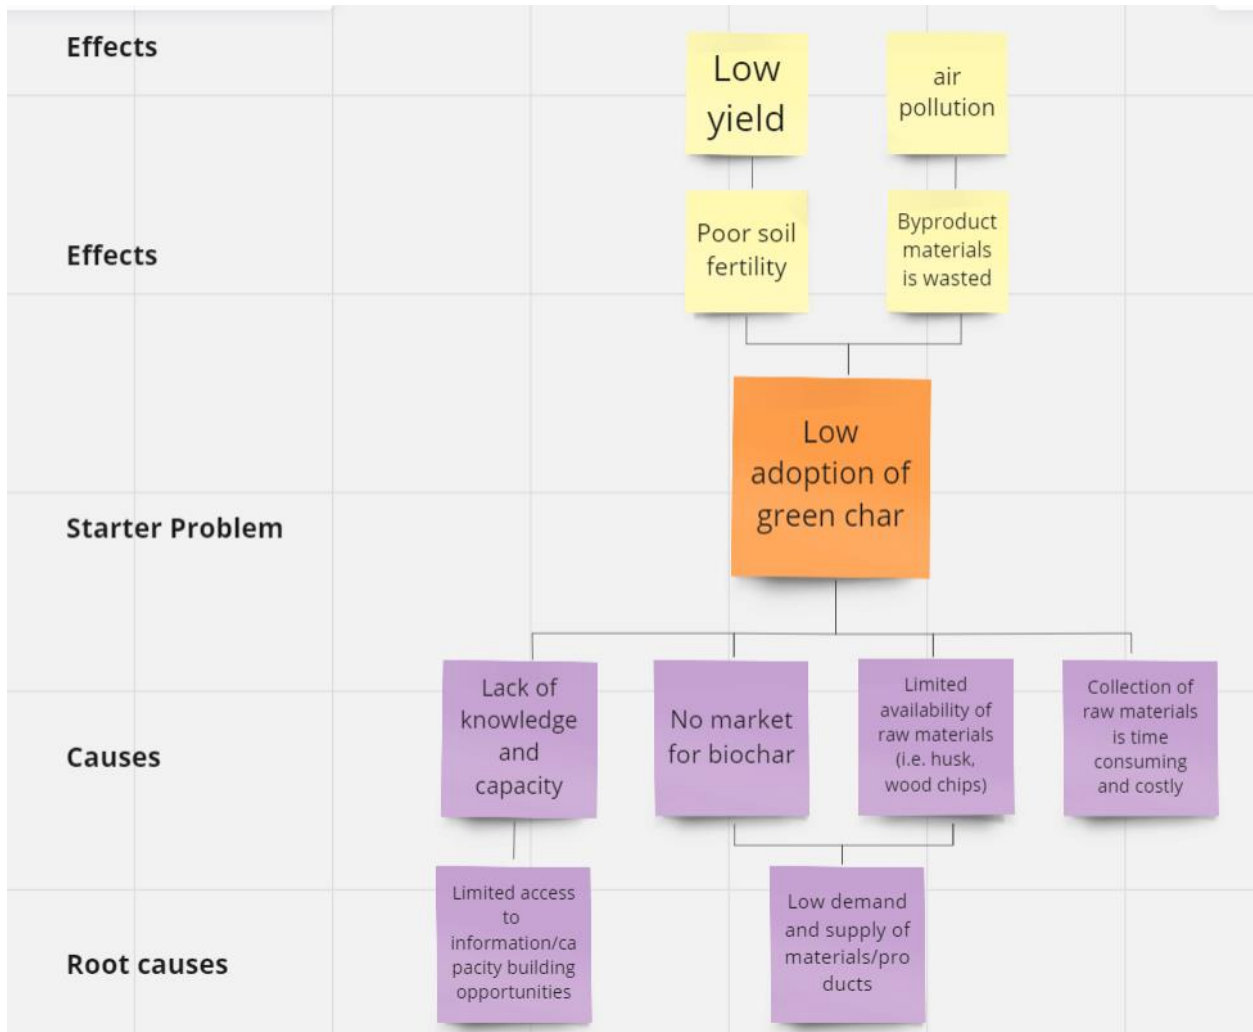 Effects
Low
yield
air
pollution
Effects
Poor soil
fertility
Byproduct
materials
is wasted
Starter Problem
Low
adoption of
green char
Causes
Lack of
knowledge
and
capacity
No market
for biochar
Limited
availability of
raw materials
(i.e. husk,
wood chips)
Collection of
raw materials
is time
consuming
and costly
Root causes
Limited access
to
information/ca
pacity building
opportunities
Low demand
and supply of
materials/pro
ducts